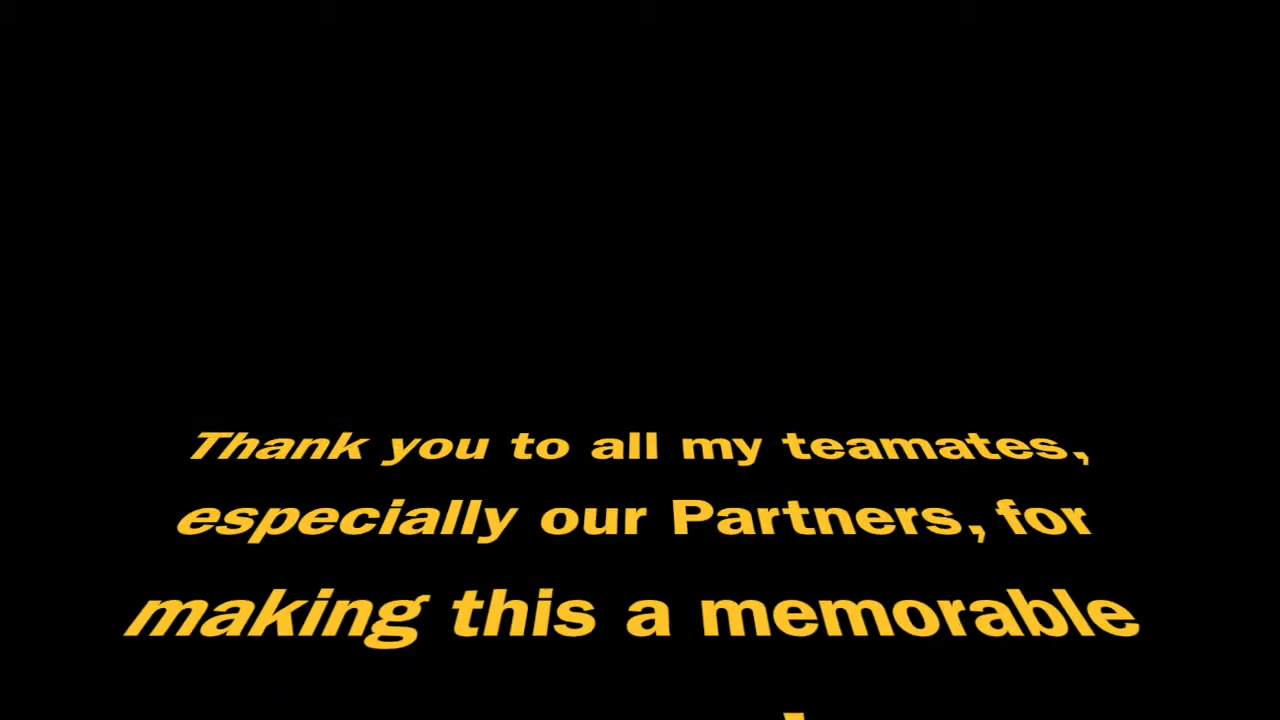 Thank you to all my teamates,
especially our Partners, for
making this a memorable